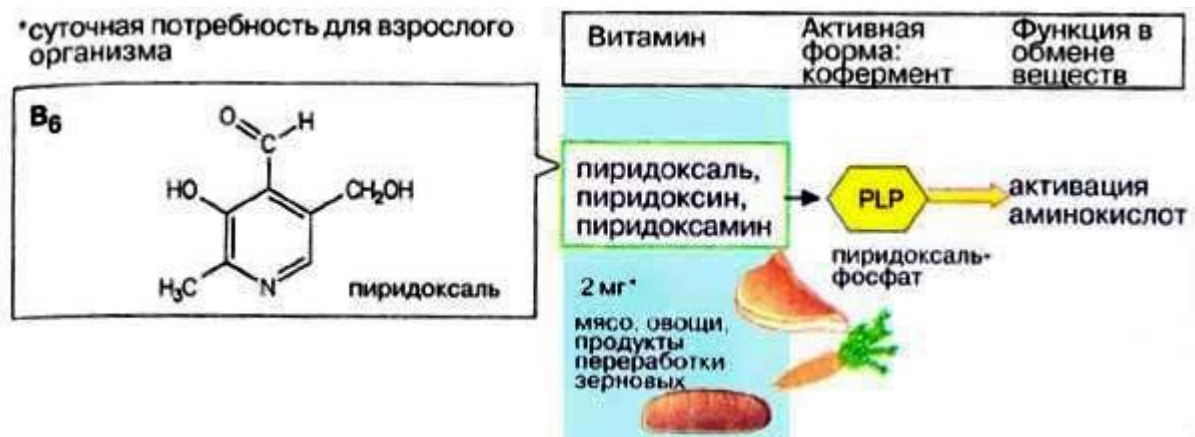 *суточная потребность для взрослого
организма
Витамин
Активная
форма:
кофермент
Функция в
обмене
веществ
B6
O
H
C
HO
CH2OH
H3C
N
пиридоксаль
пиридоксаль,
пиридоксин,
пиридоксамин
PLP
активация
аминокислот
пиридоксаль-
фосфат
2 мг*
мясо, овощи,
продукты
переработки
зерновых